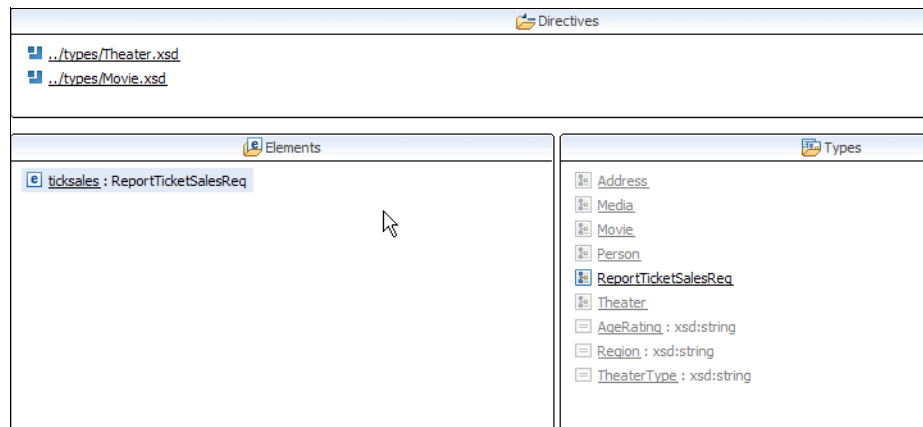 Directives
../types/Theater.xsd
../types/Movie.xsd
Elements
ticksales : ReportTicketSalesReq
Types
Address
Media
Movie
Person
ReportTicketSalesReq
Theater
AgeRating : xsd:string
Region : xsd:string
TheaterType : xsd:string